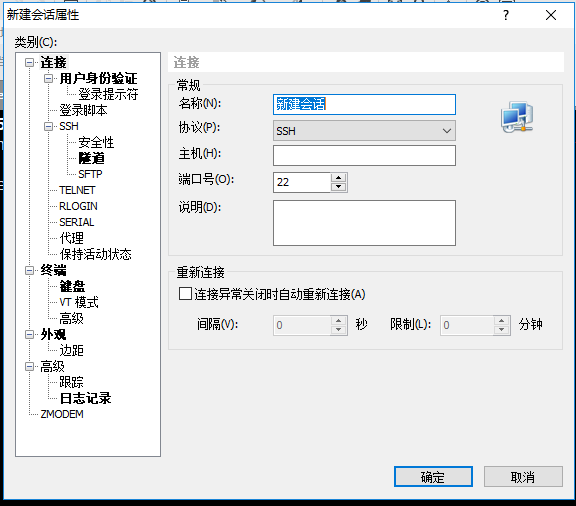 新建会话属性
?
类别(C):
连接
用户身份验证
登录提示符
登录脚本
SSH
安全性
隧道
SFTP
TELNET
RLOGIN
SERIAL
代理
保持活动状态
终端
键盘
VT 模式
高级
外观
边距
高级
跟踪
日志记录
ZMODEM
连接
常规
名称(N): 新建会话
协议(P): SSH
主机(H):
端口号(O): 22
说明(D):
重新连接
连接异常关闭时自动重新连接(A)
间隔(V): 0 秒 限制(L): 0 分钟
确定 取消